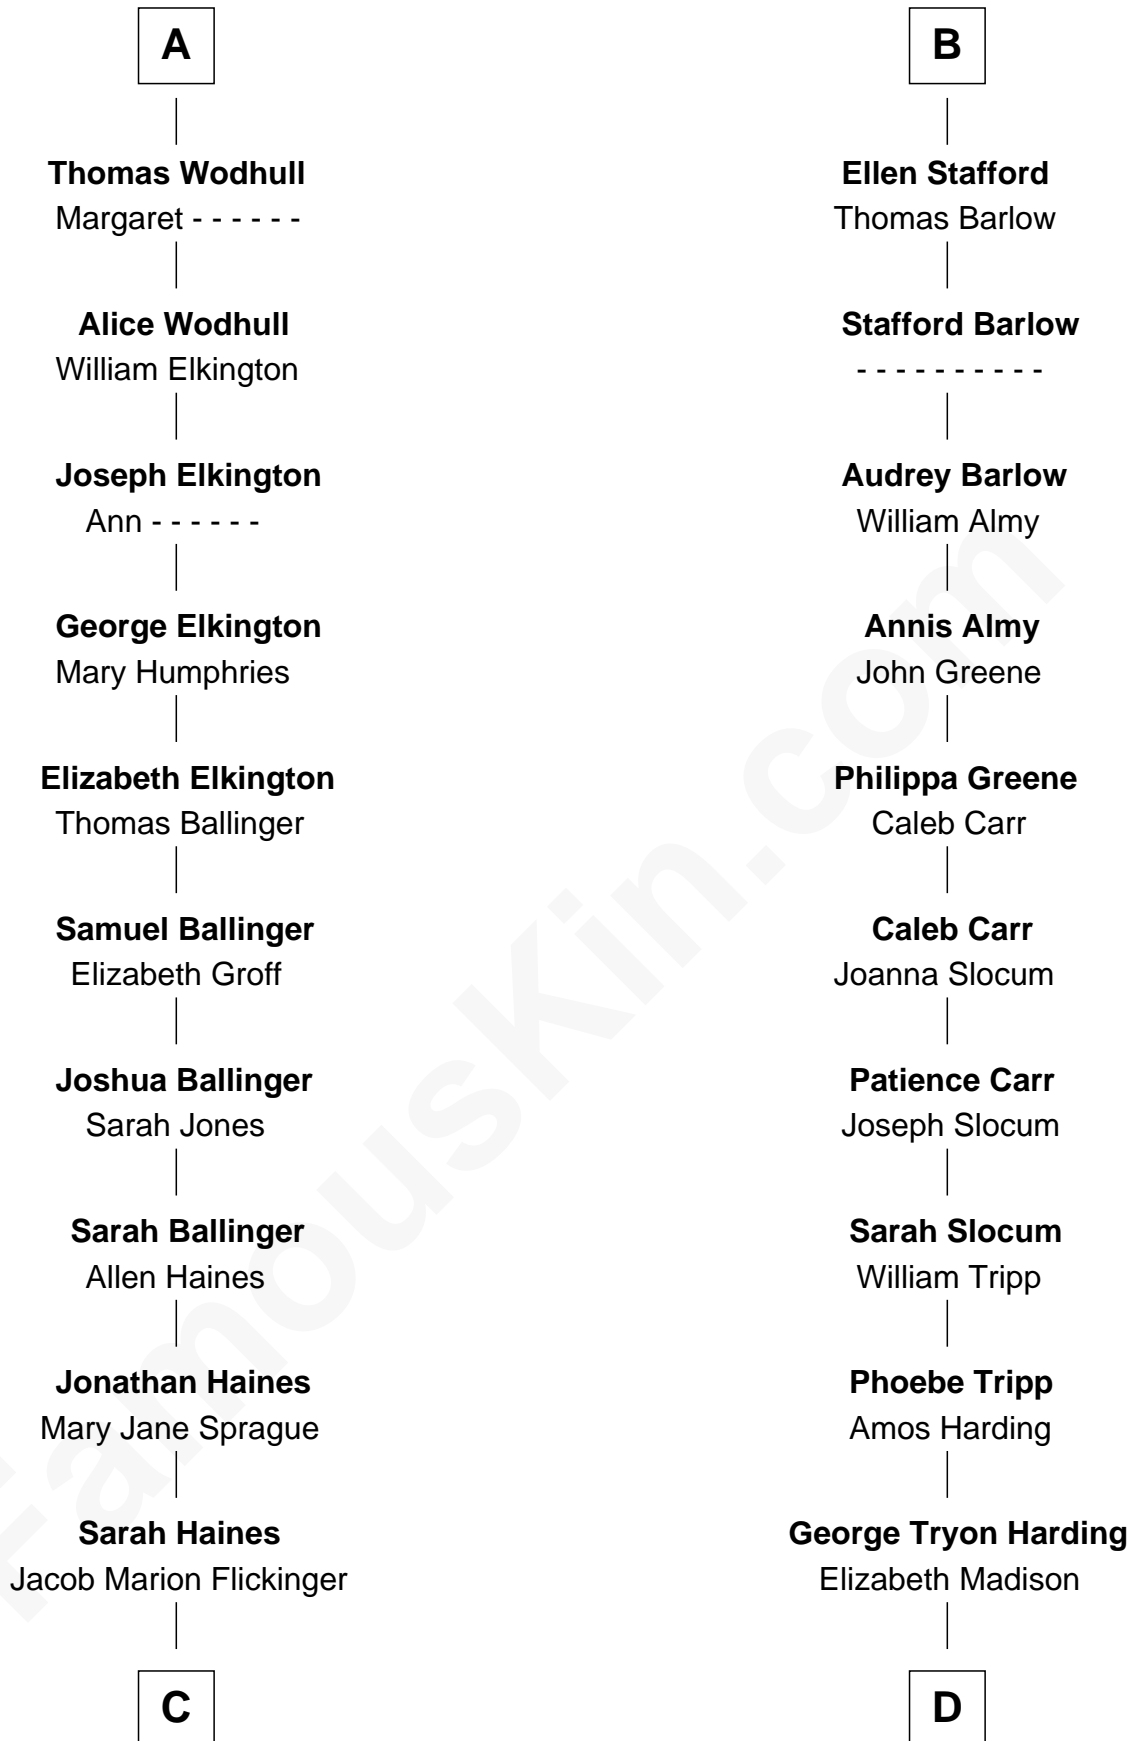 A
Thomas Wodhull
Margaret - - - - - -
Alice Wodhull
William Elkington
Joseph Elkington
Ann - - - - - -
George Elkington
Mary Humphries
Elizabeth Elkington
Thomas Ballinger
Samuel Ballinger
Elizabeth Groff
Joshua Ballinger
Sarah Jones
Sarah Ballinger
Allen Haines
Jonathan Haines
Mary Jane Sprague
Sarah Haines
Jacob Marion Flickinger
C
B
Ellen Stafford
Thomas Barlow
Stafford Barlow
- - - - - - - - - -
Audrey Barlow
William Almy
Annis Almy
John Greene
Philippa Greene
Caleb Carr
Caleb Carr
Joanna Slocum
Patience Carr
Joseph Slocum
Sarah Slocum
William Tripp
Phoebe Tripp
Amos Harding
George Tryon Harding
Elizabeth Madison
D
FamousKin.com